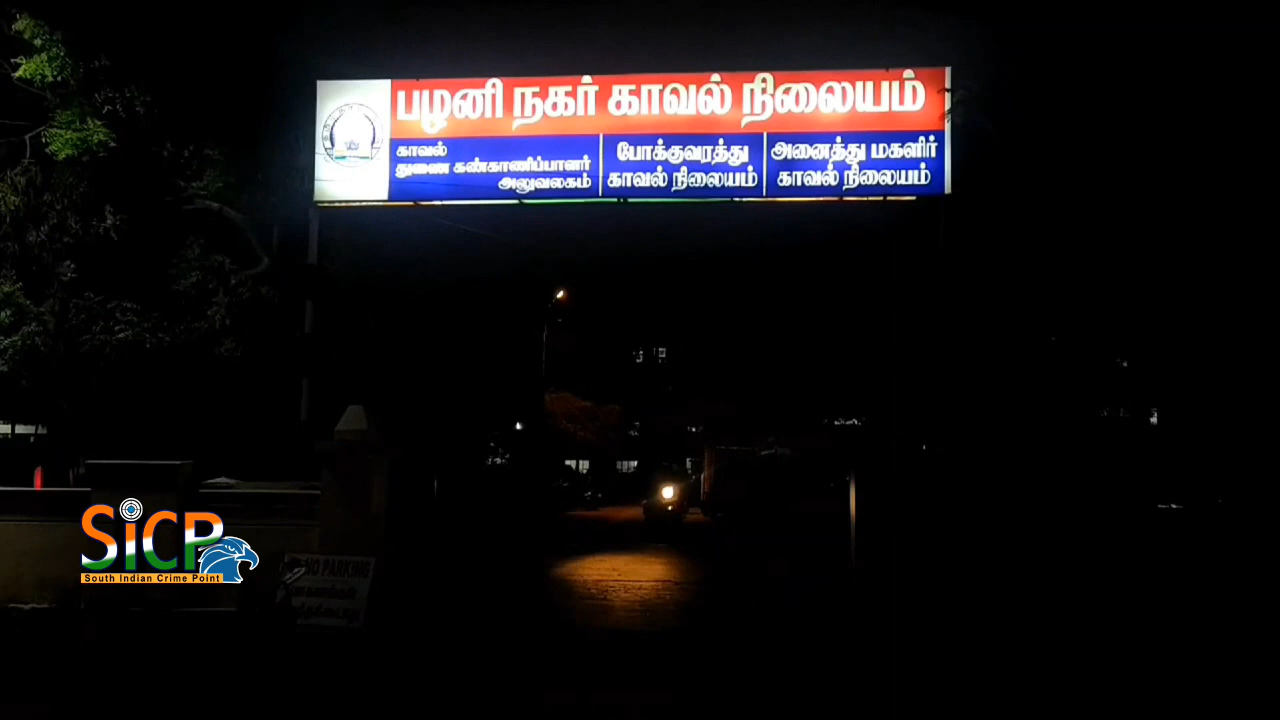 பழனி நகர் காவல் நிலையம்
காவல்
துணை கண்காணிப்பாளர்
அலுவலகம்
போக்குவரத்து
காவல் நிலையம்
அனைத்து மகளிர்
காவல் நிலையம்
SiCP
South Indian Crime Point
NO PARKING